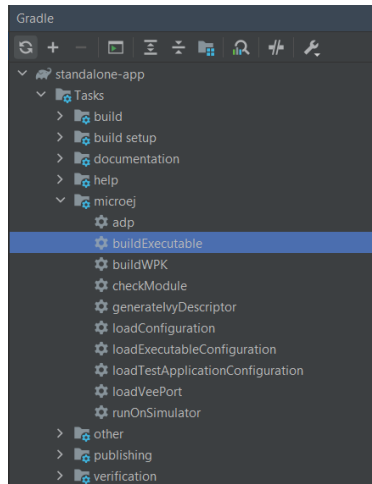 Gradle
standalone-app
Tasks
build
build setup
documentation
help
microej
adp
buildExecutable
buildWPK
checkModule
generateIvyDescriptor
loadConfiguration
loadExecutableConfiguration
loadTestApplicationConfiguration
loadVeePort
runOnSimulator
other
publishing
verification